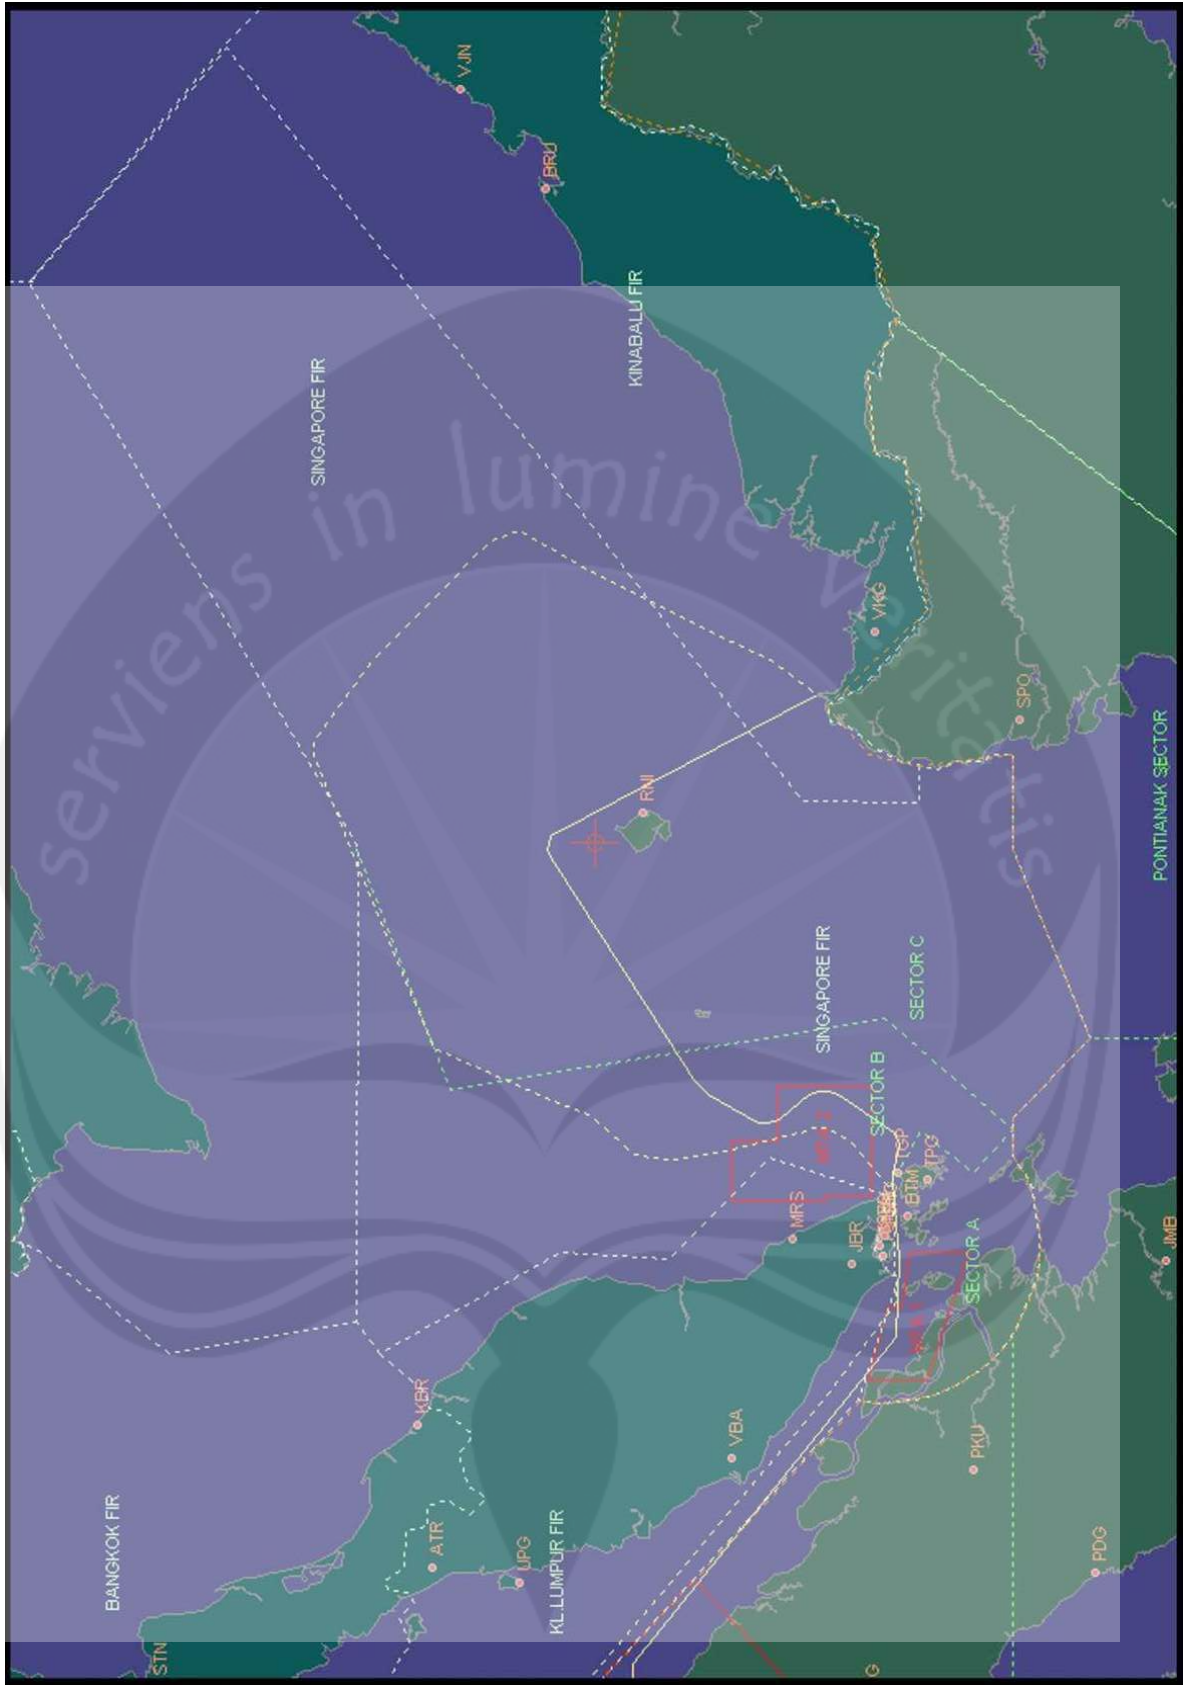 BANGKOK FIR
STN
SINGAPORE FIR
KBR
ATR
VJN
UPG
BRU
KL.LUMPUR FIR
KINABALU FIR
RNI
VBA
MRS
SINGAPORE FIR
JBR
SECTOR B
VKG
G
TGP
BTM
SECTOR C
TPG
SECTOR A
PKU
SPO
PDG
PONTIANAK SECTOR
JMB
serviens in lumine veritatis